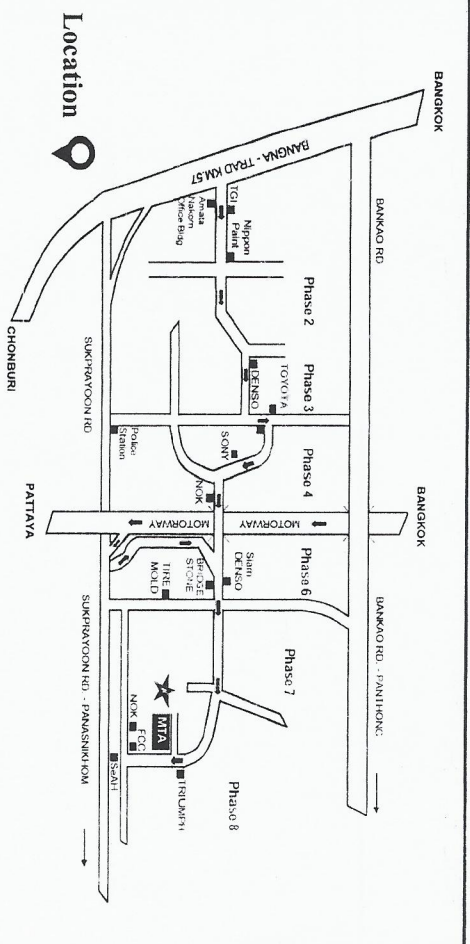 Location
BANGKOK
BANGNA - TRAD KM.57
CHONBURI
BANKAO RD
TGI
Amata
Nakorn
Office Bldg
Nippon
Paint
Phase 2
SUKPRAYOON RD
Phase 3
TOYOTA
DENSO
Police
Station
SONY
Phase 4
NOK
BANGKOK
MOTORWAY
MOTORWAY
PATTAYA
Siam
DENSO
BRIDGE
STONE
TIRE
MOLD
Phase 6
BANKAO RD. - PANTHONG
SUKPRAYOON RD. - PANASNIKHOM
Phase 7
MTA
NOK
FCC
TRIUMPH
SeAH
Phase 8